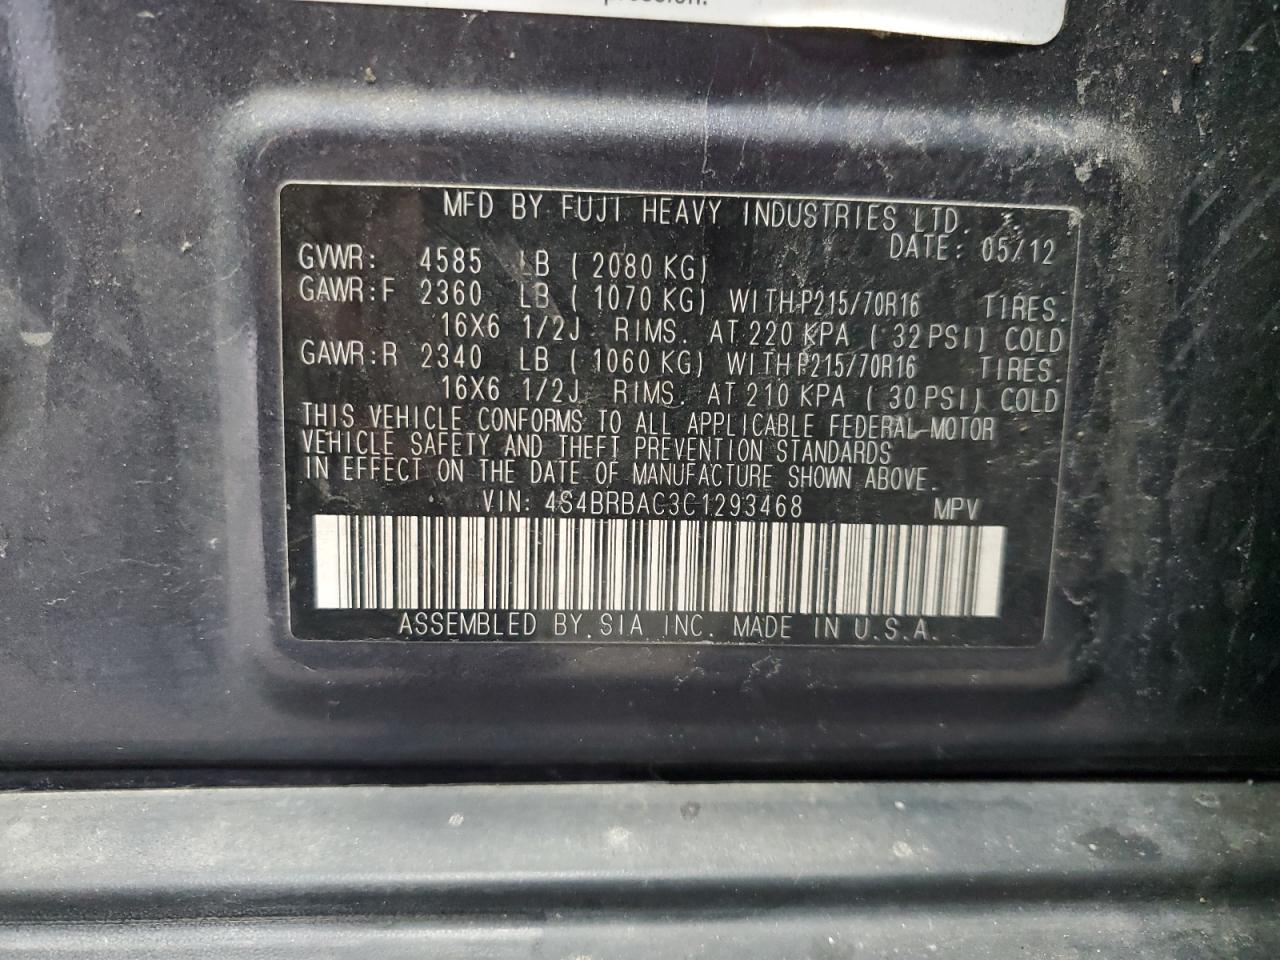 MFD BY FUJI HEAVY INDUSTRIES LTD.
DATE: 05/12
GVWR: 4585 LB ( 2080 KG)
GAWR:F 2360 LB ( 1070 KG) WITH P215/70R16 TIRES.
16X6 1/2J RIMS. AT 220 KPA ( 32 PSI) COLD
GAWR:R 2340 LB ( 1060 KG) WITH P215/70R16 TIRES.
16X6 1/2J RIMS. AT 210 KPA ( 30 PSI) COLD
THIS VEHICLE CONFORMS TO ALL APPLICABLE FEDERAL MOTOR
VEHICLE SAFETY AND THEFT PREVENTION STANDARDS
IN EFFECT ON THE DATE OF MANUFACTURE SHOWN ABOVE.
VIN: 4S4BRBAC3C1293468 MPV
ASSEMBLED BY SIA INC. MADE IN U.S.A.